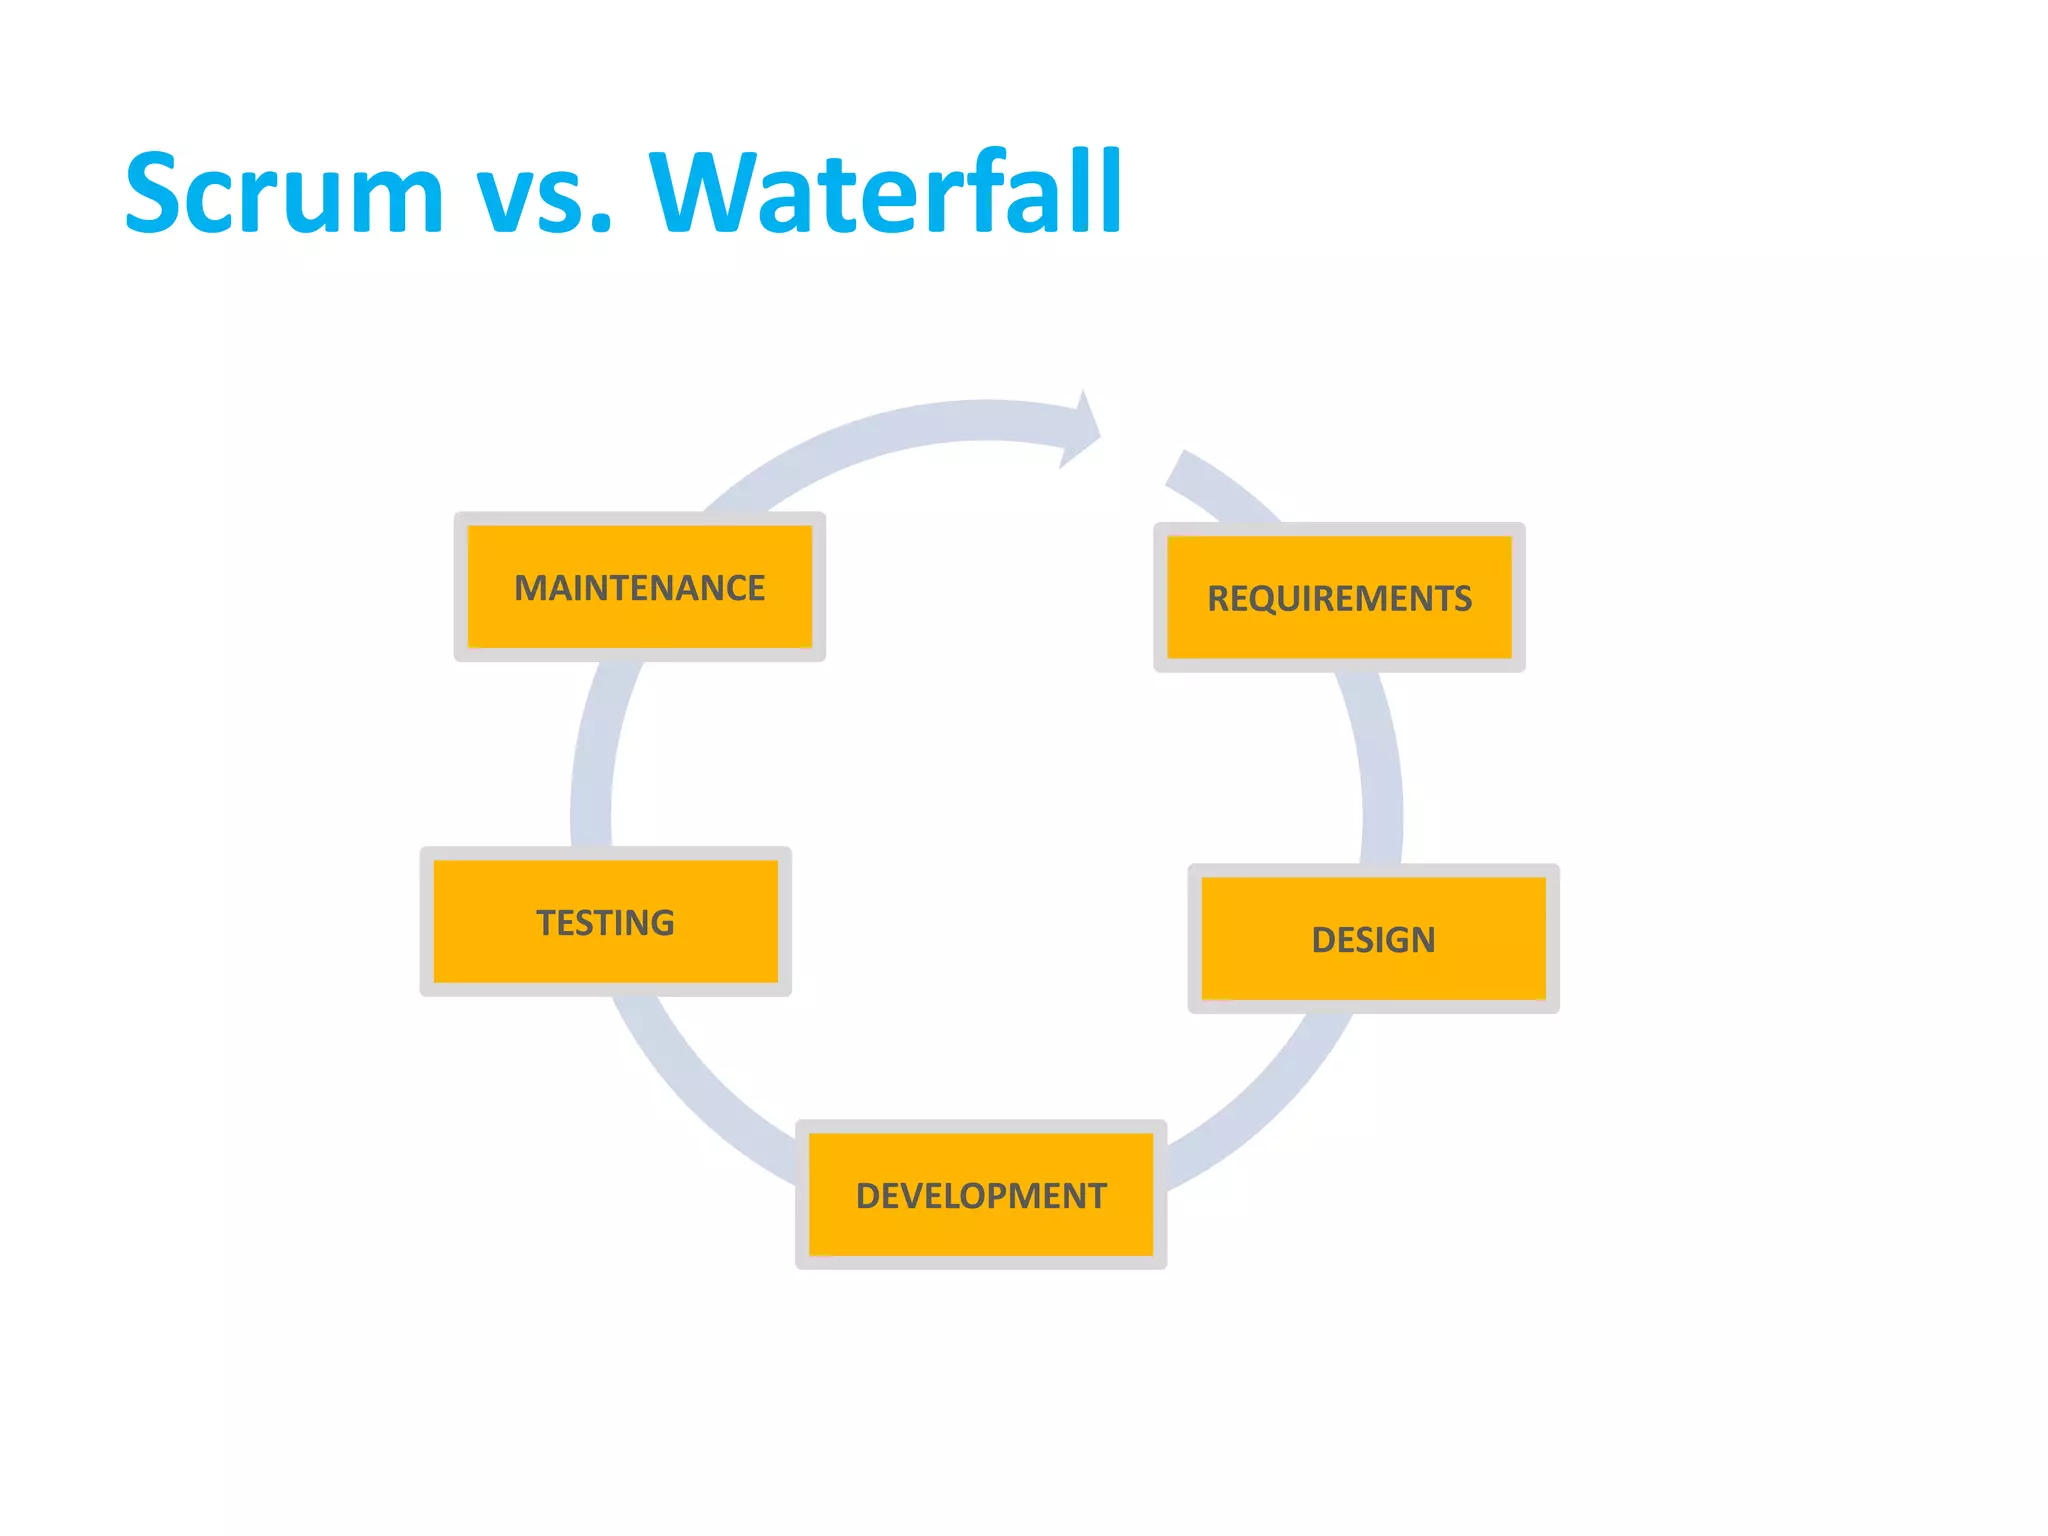 Scrum vs. Waterfall
MAINTENANCE
REQUIREMENTS
TESTING
DESIGN
DEVELOPMENT